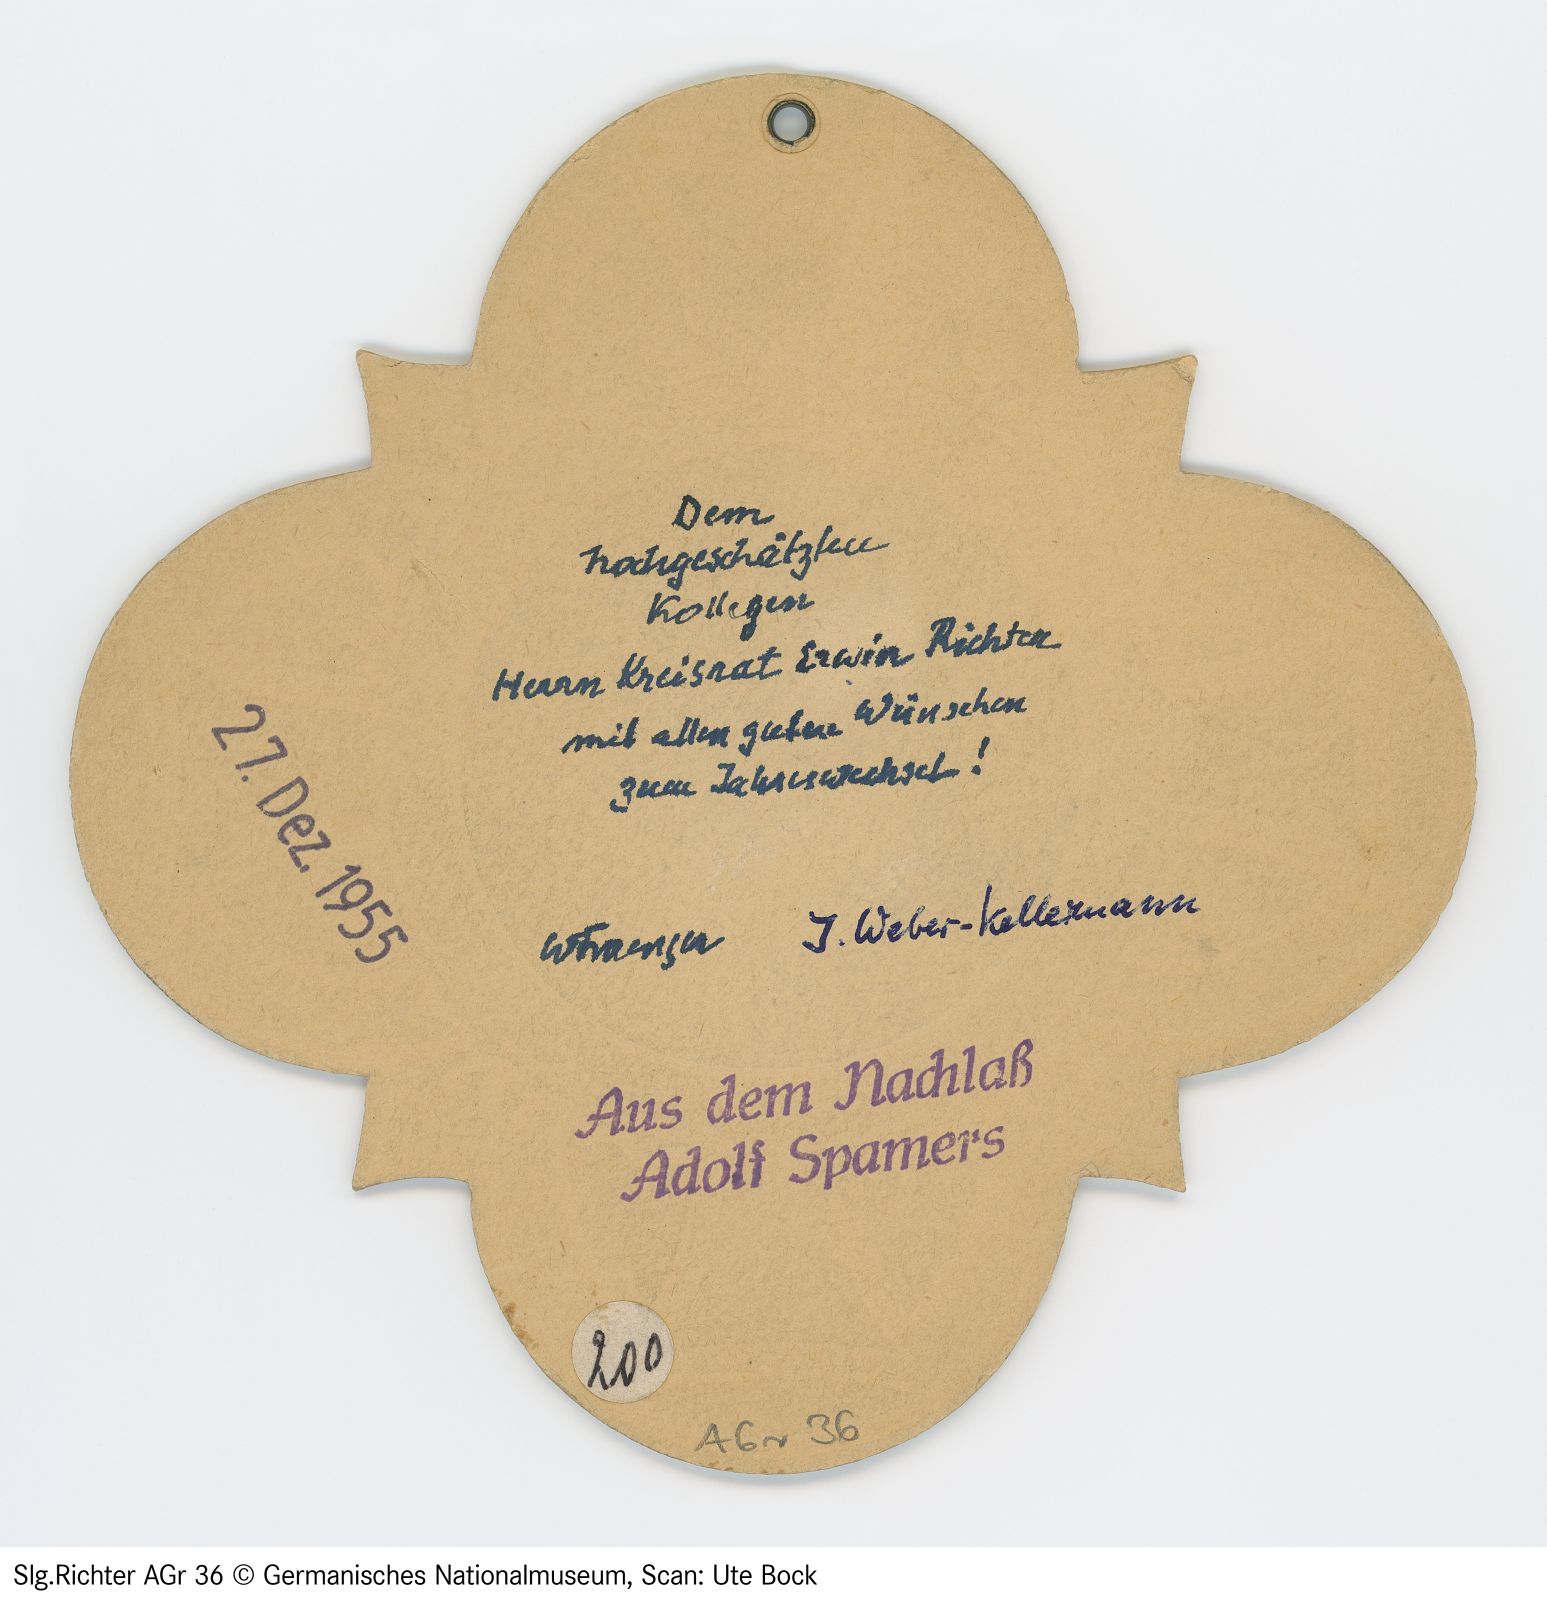 Dem
hochgeschätzten
Kollegen
Herrn Kreisrat Erwin Richter
mit allen guten Wünschen
zum Jahreswechsel!
27. Dez. 1955
WFraenger
I. Weber-Kellermann
Aus dem Nachlaß
Adolf Spamers
200
AGr 36
Slg.Richter AGr 36 © Germanisches Nationalmuseum, Scan: Ute Bock